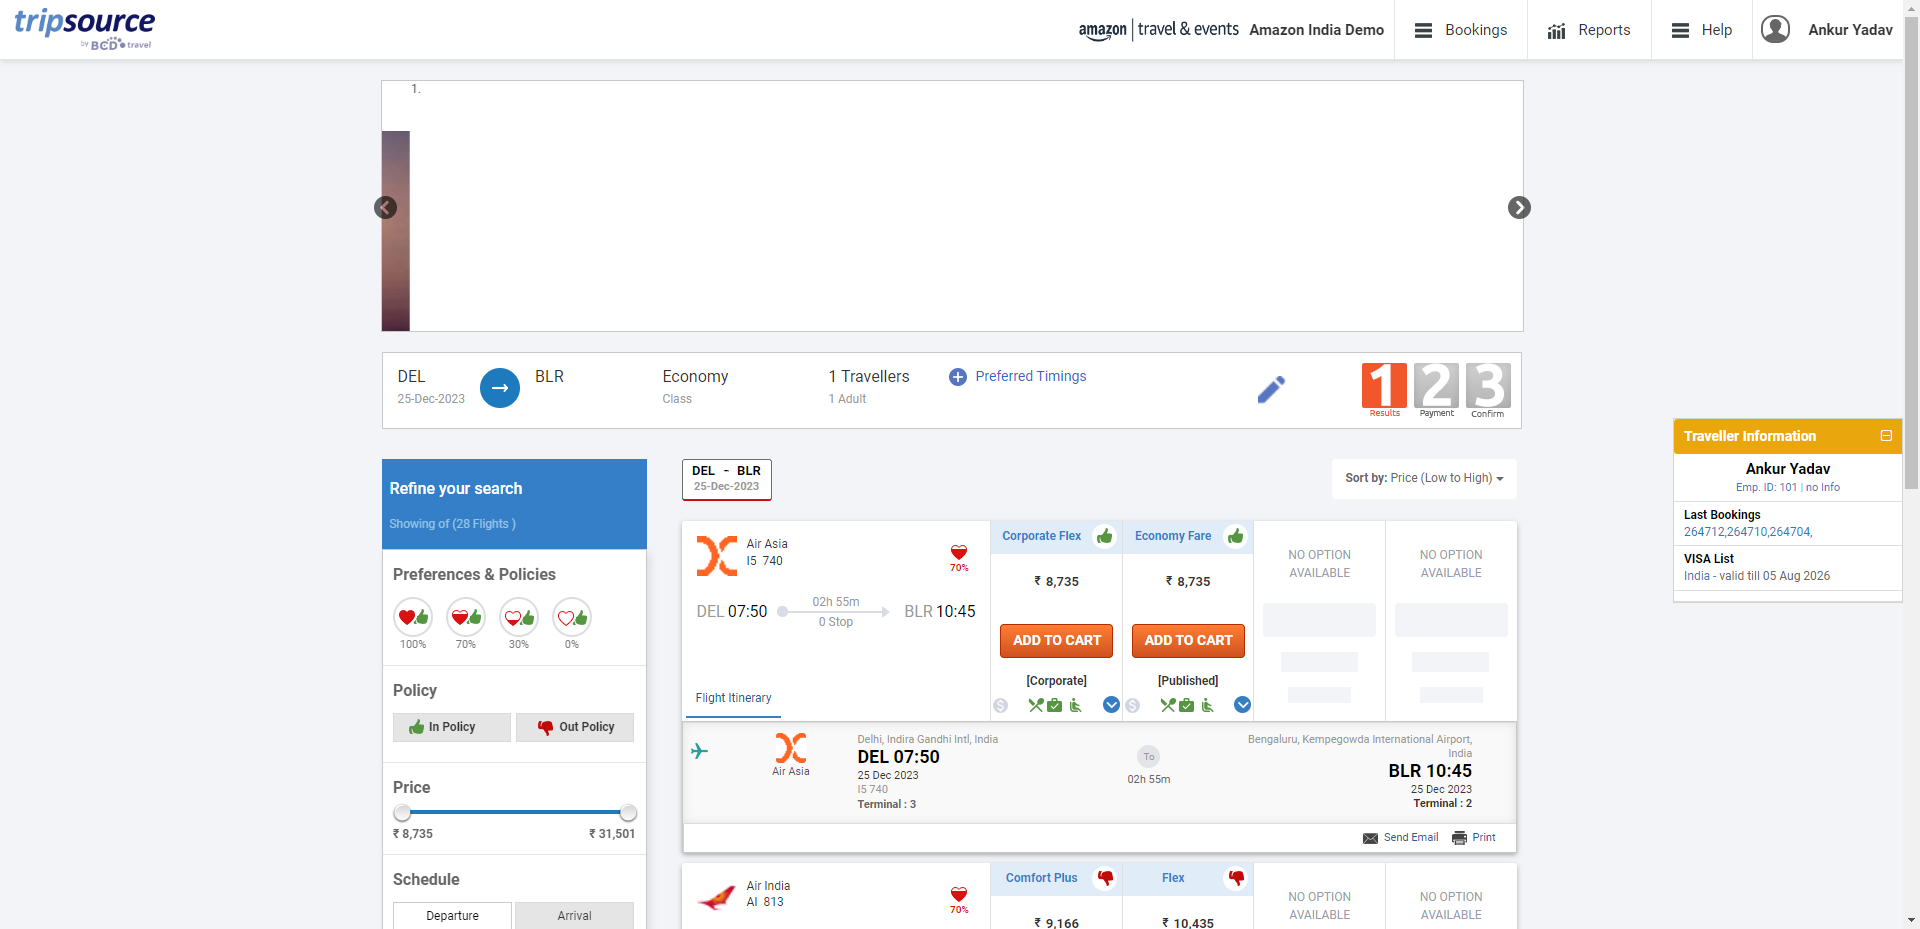 tripsource
by BCD travel
amazon | travel & events
Amazon India Demo
Bookings
Reports
Help
Ankur Yadav
1.
DEL
25-Dec-2023
BLR
Economy
Class
1 Travellers
1 Adult
Preferred Timings
1
Results
2
Payment
3
Confirm
Traveller Information
Ankur Yadav
Emp. ID: 101 | no Info
Last Bookings
264712,264710,264704,
VISA List
India - valid till 05 Aug 2026
Refine your search
Showing of (28 Flights )
Preferences & Policies
100%
70%
30%
0%
Policy
In Policy
Out Policy
Price
₹ 8,735
₹ 31,501
Schedule
Departure
Arrival
DEL - BLR
25-Dec-2023
Sort by: Price (Low to High)
Air Asia
I5 740
70%
DEL 07:50
02h 55m
0 Stop
BLR 10:45
Flight Itinerary
Corporate Flex
₹ 8,735
ADD TO CART
[Corporate]
Economy Fare
₹ 8,735
ADD TO CART
[Published]
NO OPTION
AVAILABLE
NO OPTION
AVAILABLE
Air Asia
Delhi, Indira Gandhi Intl, India
DEL 07:50
25 Dec 2023
I5 740
Terminal : 3
To
02h 55m
Bengaluru, Kempegowda International Airport,
India
BLR 10:45
25 Dec 2023
Terminal : 2
Send Email
Print
Air India
AI 813
70%
Comfort Plus
₹ 9,166
Flex
₹ 10,435
NO OPTION
AVAILABLE
NO OPTION
AVAILABLE